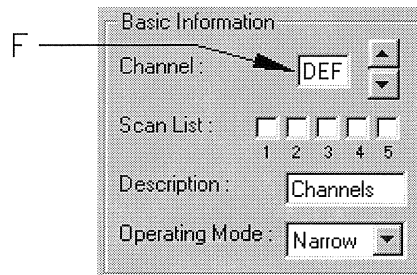 Basic Information
F
Channel : DEF
Scan List :
1 2 3 4 5
Description : Channels
Operating Mode : Narrow